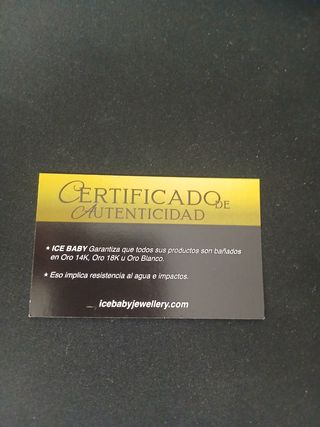 CERTIFICADO DE
AUTENTICIDAD
* ICE BABY Garantiza que todos sus productos son bañados
en Oro 14K, Oro 18K u Oro Blanco.
* Eso implica resistencia al agua e impactos.
icebabyjewellery.com